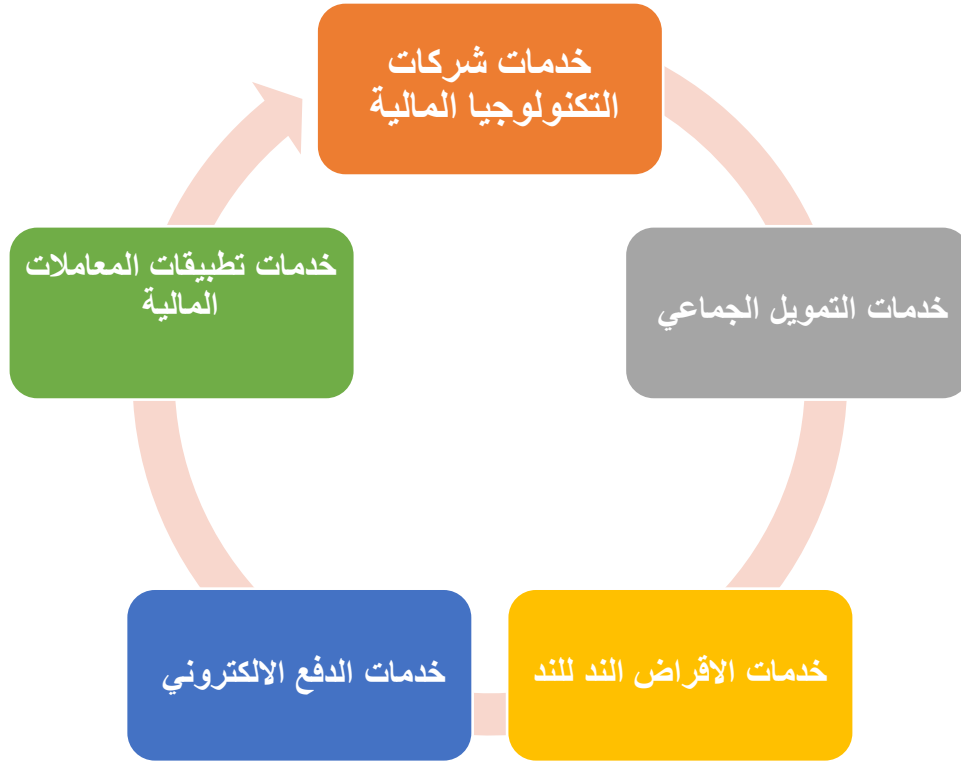 خدمات شركات
التكنولوجيا المالية
خدمات التمويل الجماعي
خدمات الاقراض الند للند
خدمات الدفع الالكتروني
خدمات تطبيقات المعاملات
المالية